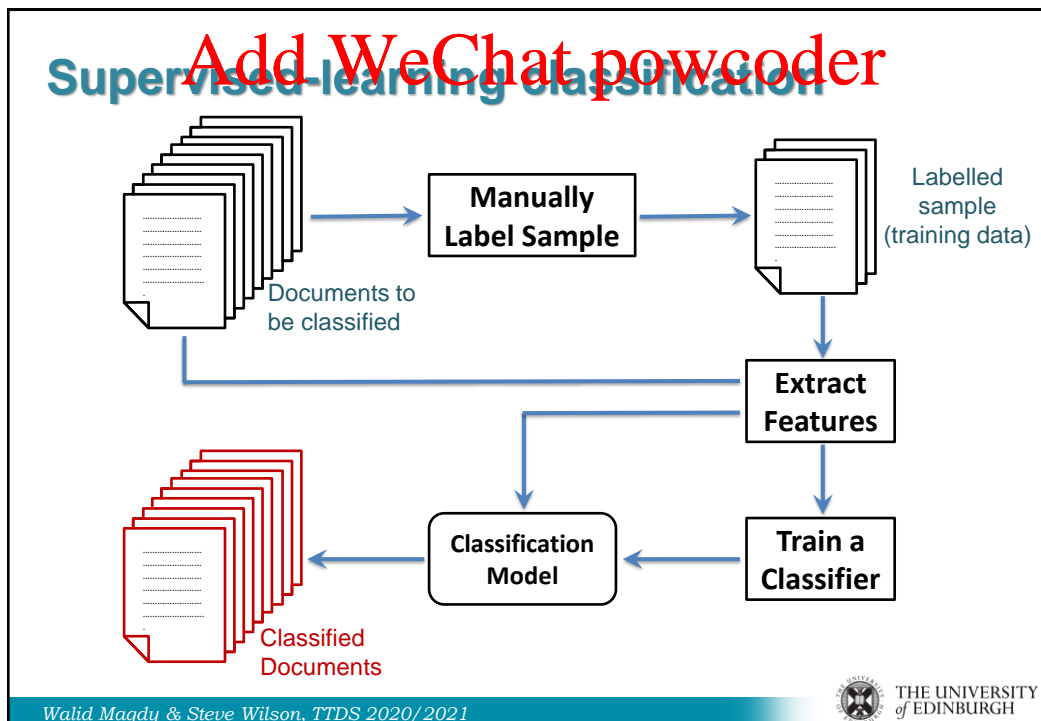 Add WeChat powcoder
Supervised-learning classification
Manually
Label Sample
Labelled
sample
(training data)
Documents to
be classified
Extract
Features
Classification
Model
Train a
Classifier
Classified
Documents
Walid Magdy & Steve Wilson, TTDS 2020/2021
THE UNIVERSITY
of EDINBURGH